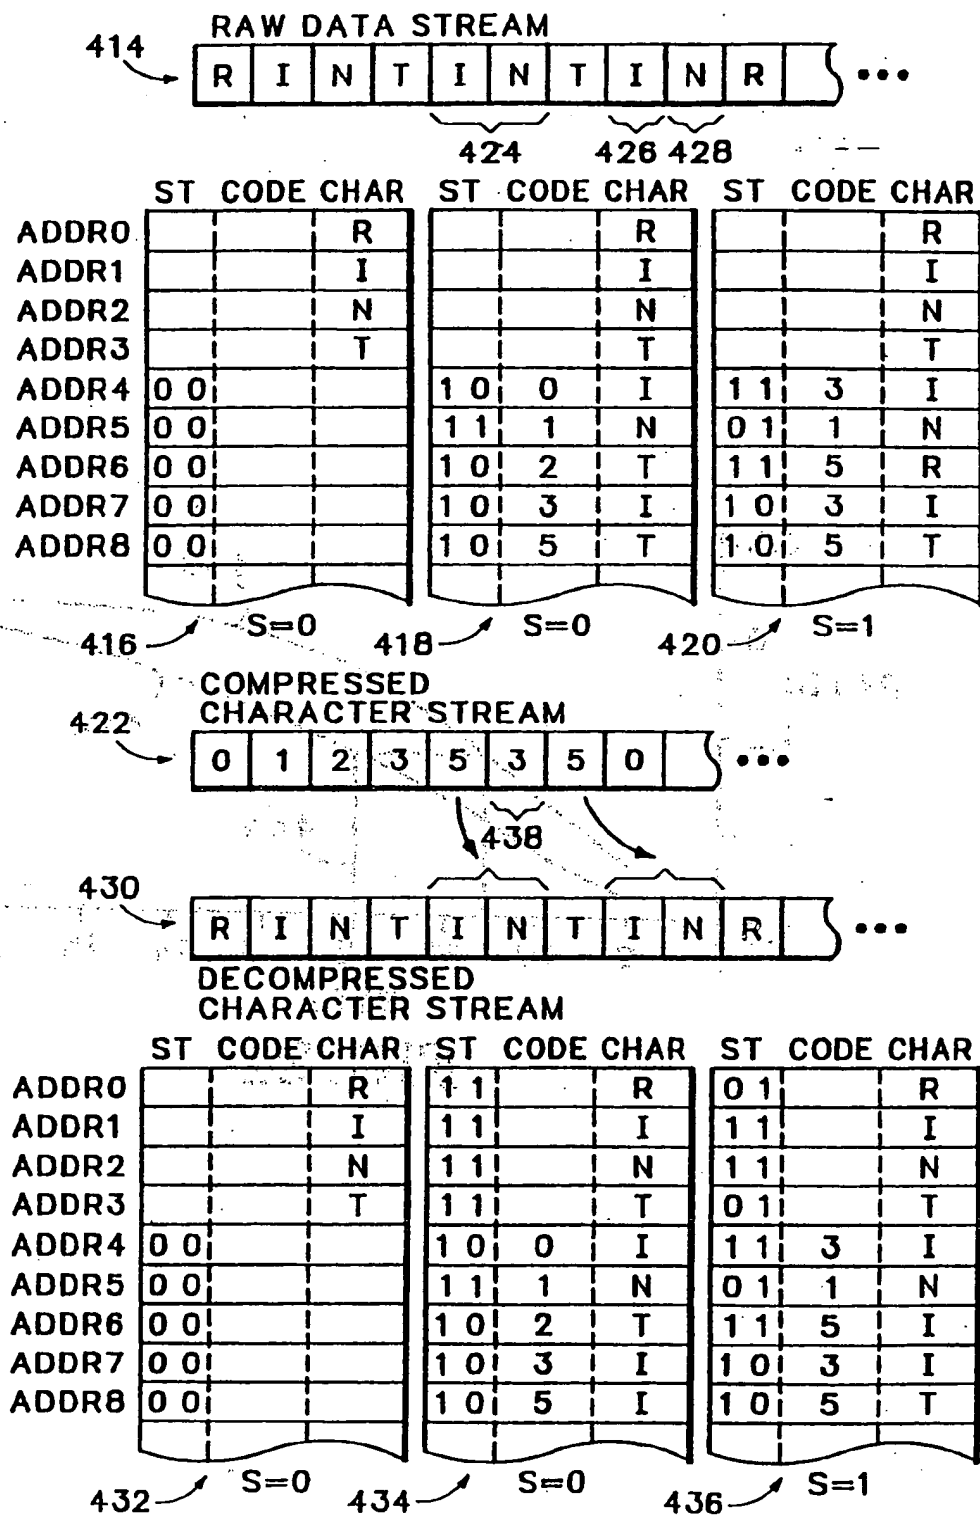 RAW DATA STREAM
414
R I N T I N T I N R
424 426 428
ST CODE CHAR ST CODE CHAR ST CODE CHAR
ADDR0 R R R
ADDR1 I I I
ADDR2 N N N
ADDR3 T T T
ADDR4 0 0 1 0 0 I 1 1 3 I
ADDR5 0 0 1 1 1 N 0 1 1 N
ADDR6 0 0 1 0 2 T 1 1 5 R
ADDR7 0 0 1 0 3 I 1 0 3 I
ADDR8 0 0 1 0 5 T 1 0 5 T
416 S=0 418 S=0 420 S=1
COMPRESSED
CHARACTER STREAM
422
0 1 2 3 5 3 5 0
438
430
R I N T I N T I N R
DECOMPRESSED
CHARACTER STREAM
ST CODE CHAR ST CODE CHAR ST CODE CHAR
ADDR0 R 1 1 R 0 1 R
ADDR1 I 1 1 I 1 1 I
ADDR2 N 1 1 N 1 1 N
ADDR3 T 1 1 T 0 1 T
ADDR4 0 0 1 0 0 I 1 1 3 I
ADDR5 0 0 1 1 1 N 0 1 1 N
ADDR6 0 0 1 0 2 T 1 1 5 I
ADDR7 0 0 1 0 3 I 1 0 3 I
ADDR8 0 0 1 0 5 I 1 0 5 T
432 S=0 434 S=0 436 S=1